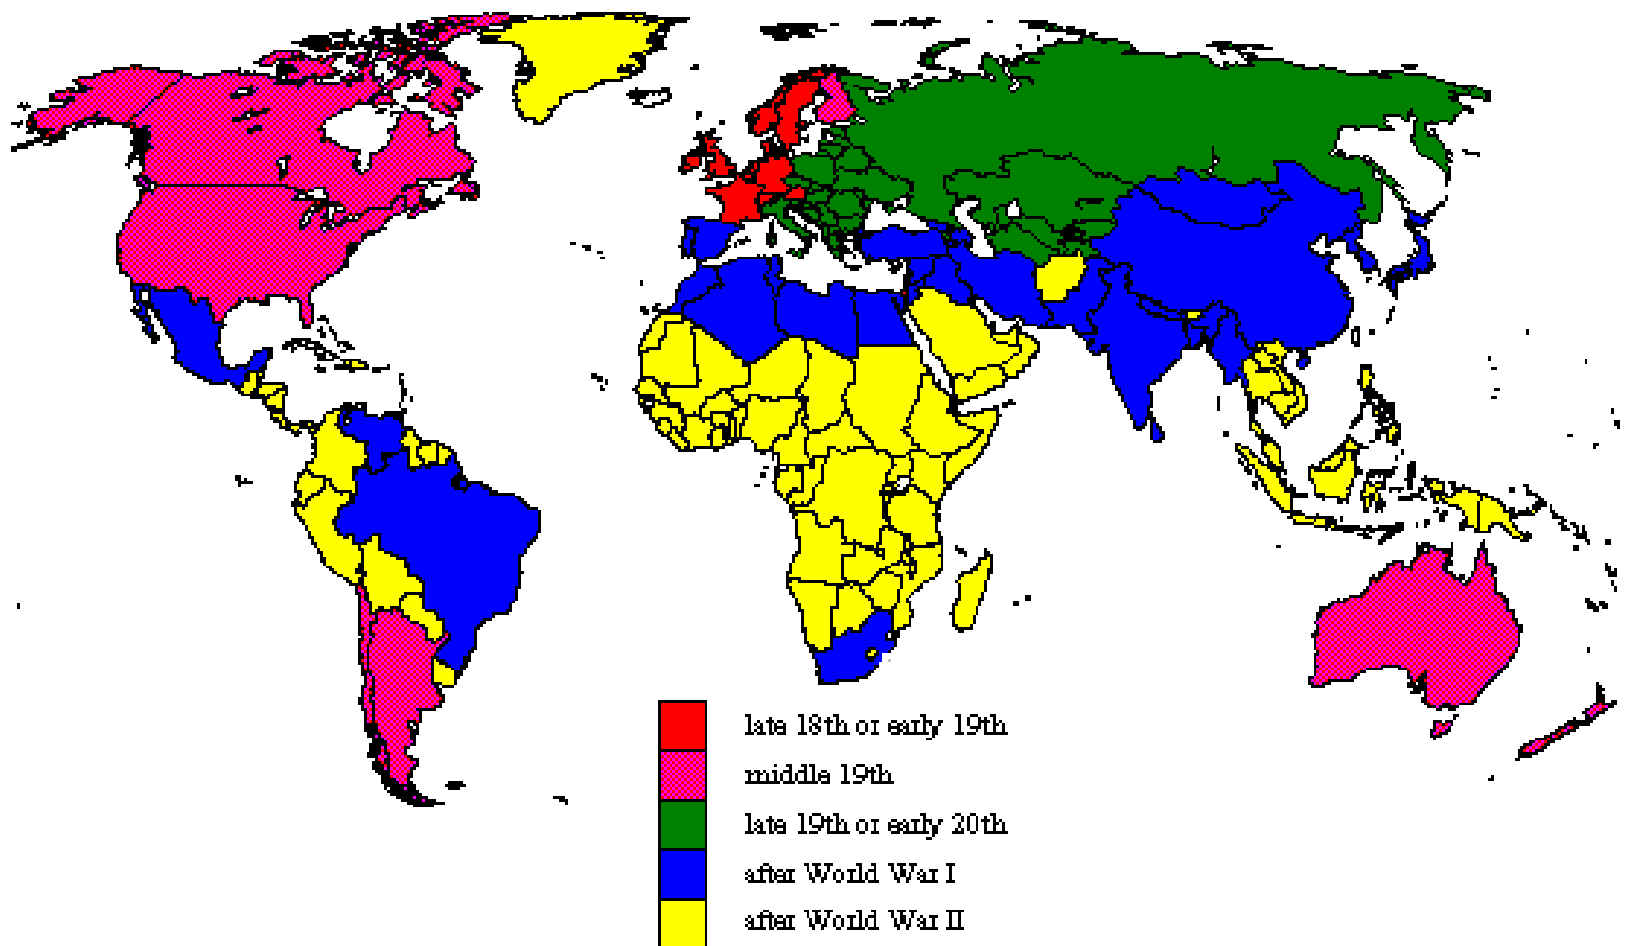 late 18th or early 19th
middle 19th
late 19th or early 20th
after World War I
after World War II